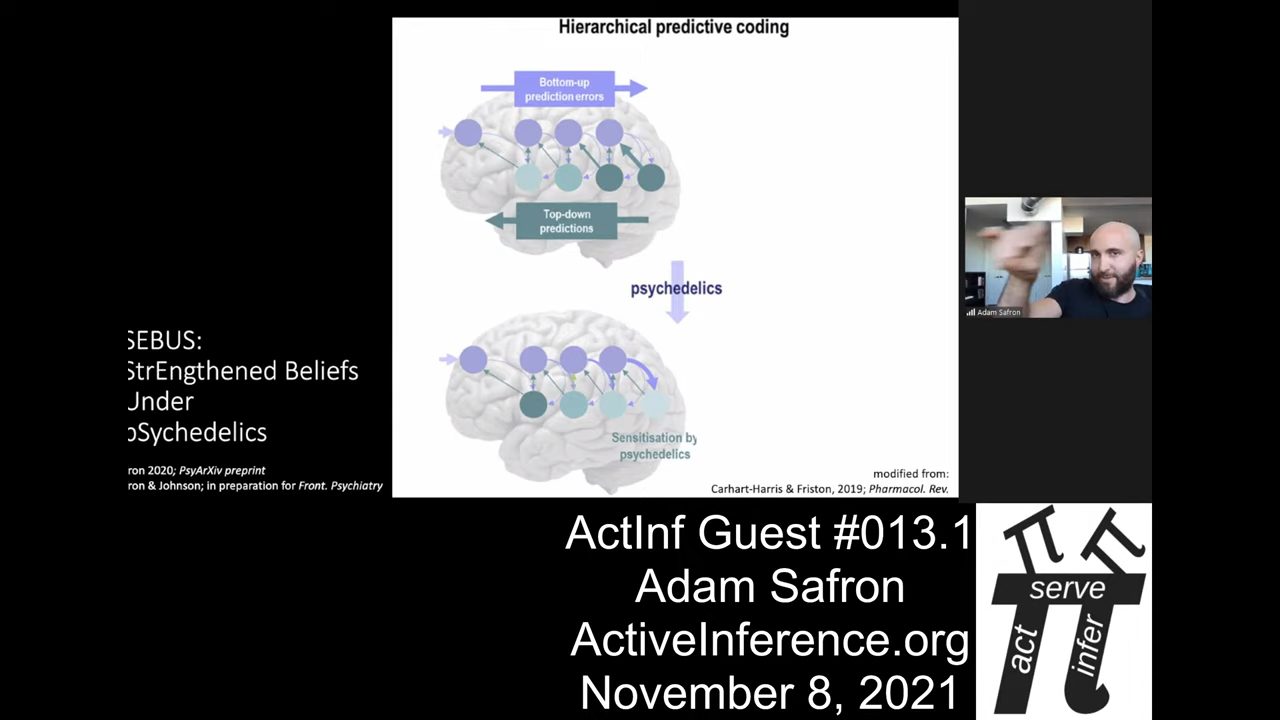 Hierarchical predictive coding
Bottom-up
prediction errors
Top-down
predictions
psychedelics
Sensitisation by
psychedelics
modified from:
Carhart-Harris & Friston, 2019; Pharmacol. Rev.
SEBUS:
StrEngthened Beliefs
Under
pSychedelics
ron 2020; PsyArXiv preprint
ron & Johnson; in preparation for Front. Psychiatry
Adam Safron
ActInf Guest #013.1
Adam Safron
ActiveInference.org
November 8, 2021
serve
act
infer